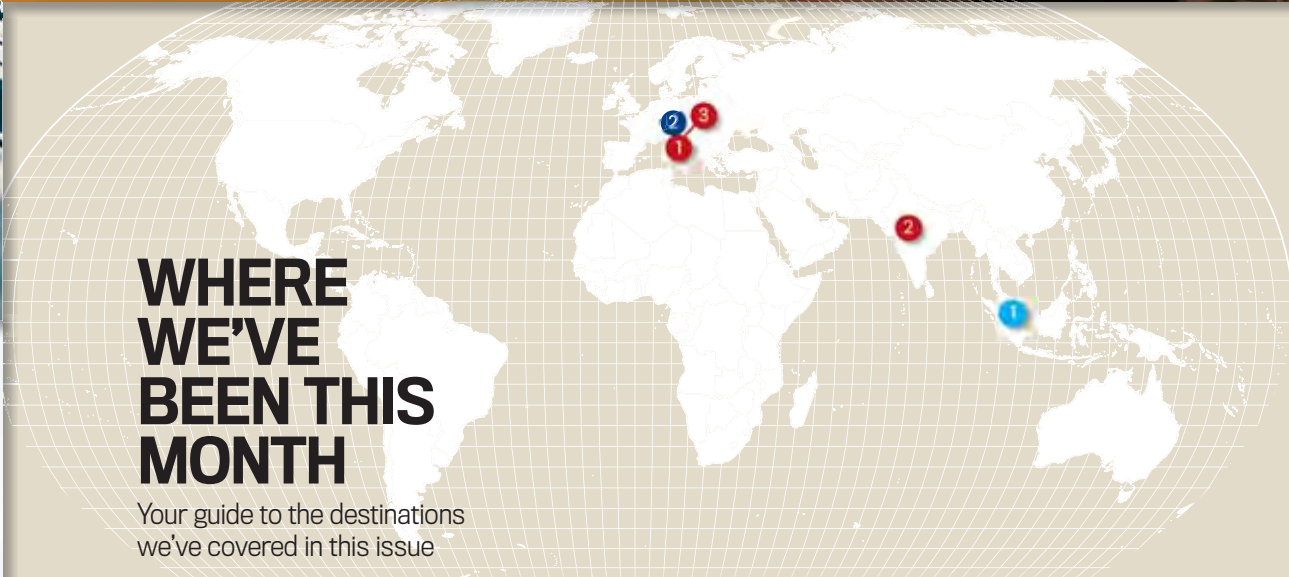 2
3
1
2
1
WHERE
WE'VE
BEEN THIS
MONTH
Your guide to the destinations
we've covered in this issue